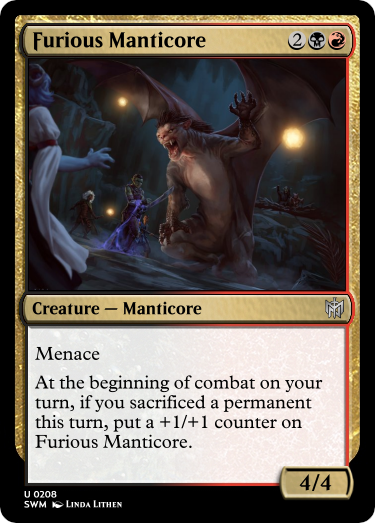 Furious Manticore 2
Creature — Manticore
Menace
At the beginning of combat on your
turn, if you sacrificed a permanent
this turn, put a +1/+1 counter on
Furious Manticore.
4/4
U 0208
SWM Linda Lithen